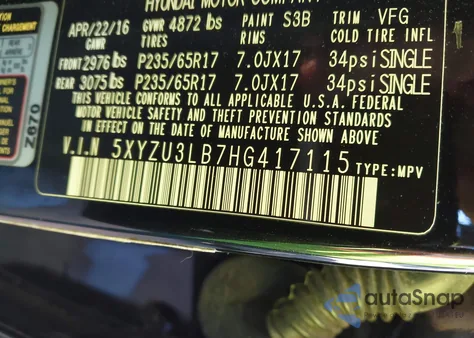 HYUNDAI MOTOR COMPANY
APR/22/16 GVWR 4872 lbs PAINT S3B TRIM VFG
GAWR TIRES RIMS COLD TIRE INFL
FRONT 2976 lbs P235/65R17 7.0JX17 34psi SINGLE
REAR 3075 lbs P235/65R17 7.0JX17 34psi SINGLE
THIS VEHICLE CONFORMS TO ALL APPLICABLE U.S.A. FEDERAL
MOTOR VEHICLE SAFETY AND THEFT PREVENTION STANDARDS
IN EFFECT ON THE DATE OF MANUFACTURE SHOWN ABOVE
V.I.N 5XYZU3LB7HG417115 TYPE:MPV
CHARGEMENT
Z670
autoSnap